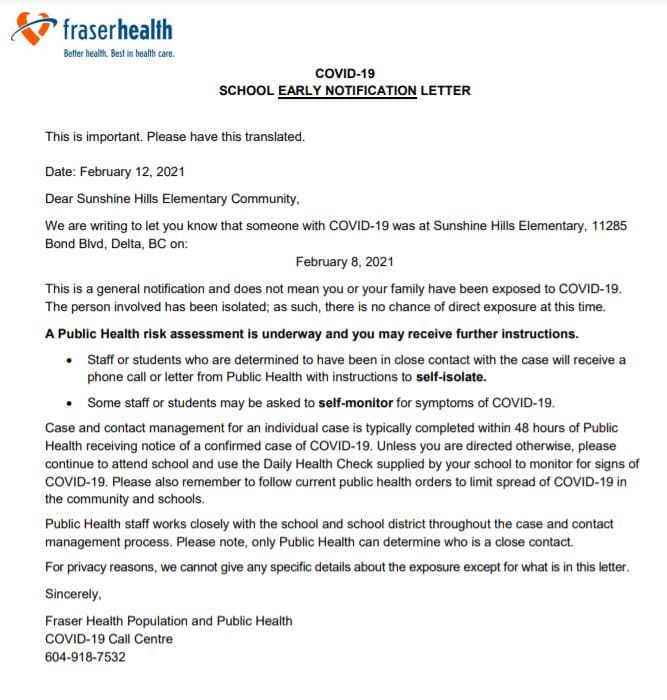 fraserhealth
Better health. Best in health care.
COVID-19
SCHOOL EARLY NOTIFICATION LETTER
This is important. Please have this translated.
Date: February 12, 2021
Dear Sunshine Hills Elementary Community,
We are writing to let you know that someone with COVID-19 was at Sunshine Hills Elementary, 11285
Bond Blvd, Delta, BC on:
February 8, 2021
This is a general notification and does not mean you or your family have been exposed to COVID-19.
The person involved has been isolated; as such, there is no chance of direct exposure at this time.
A Public Health risk assessment is underway and you may receive further instructions.
• Staff or students who are determined to have been in close contact with the case will receive a
phone call or letter from Public Health with instructions to self-isolate.
• Some staff or students may be asked to self-monitor for symptoms of COVID-19.
Case and contact management for an individual case is typically completed within 48 hours of Public
Health receiving notice of a confirmed case of COVID-19. Unless you are directed otherwise, please
continue to attend school and use the Daily Health Check supplied by your school to monitor for signs of
COVID-19. Please also remember to follow current public health orders to limit spread of COVID-19 in
the community and schools.
Public Health staff works closely with the school and school district throughout the case and contact
management process. Please note, only Public Health can determine who is a close contact.
For privacy reasons, we cannot give any specific details about the exposure except for what is in this letter.
Sincerely,
Fraser Health Population and Public Health
COVID-19 Call Centre
604-918-7532